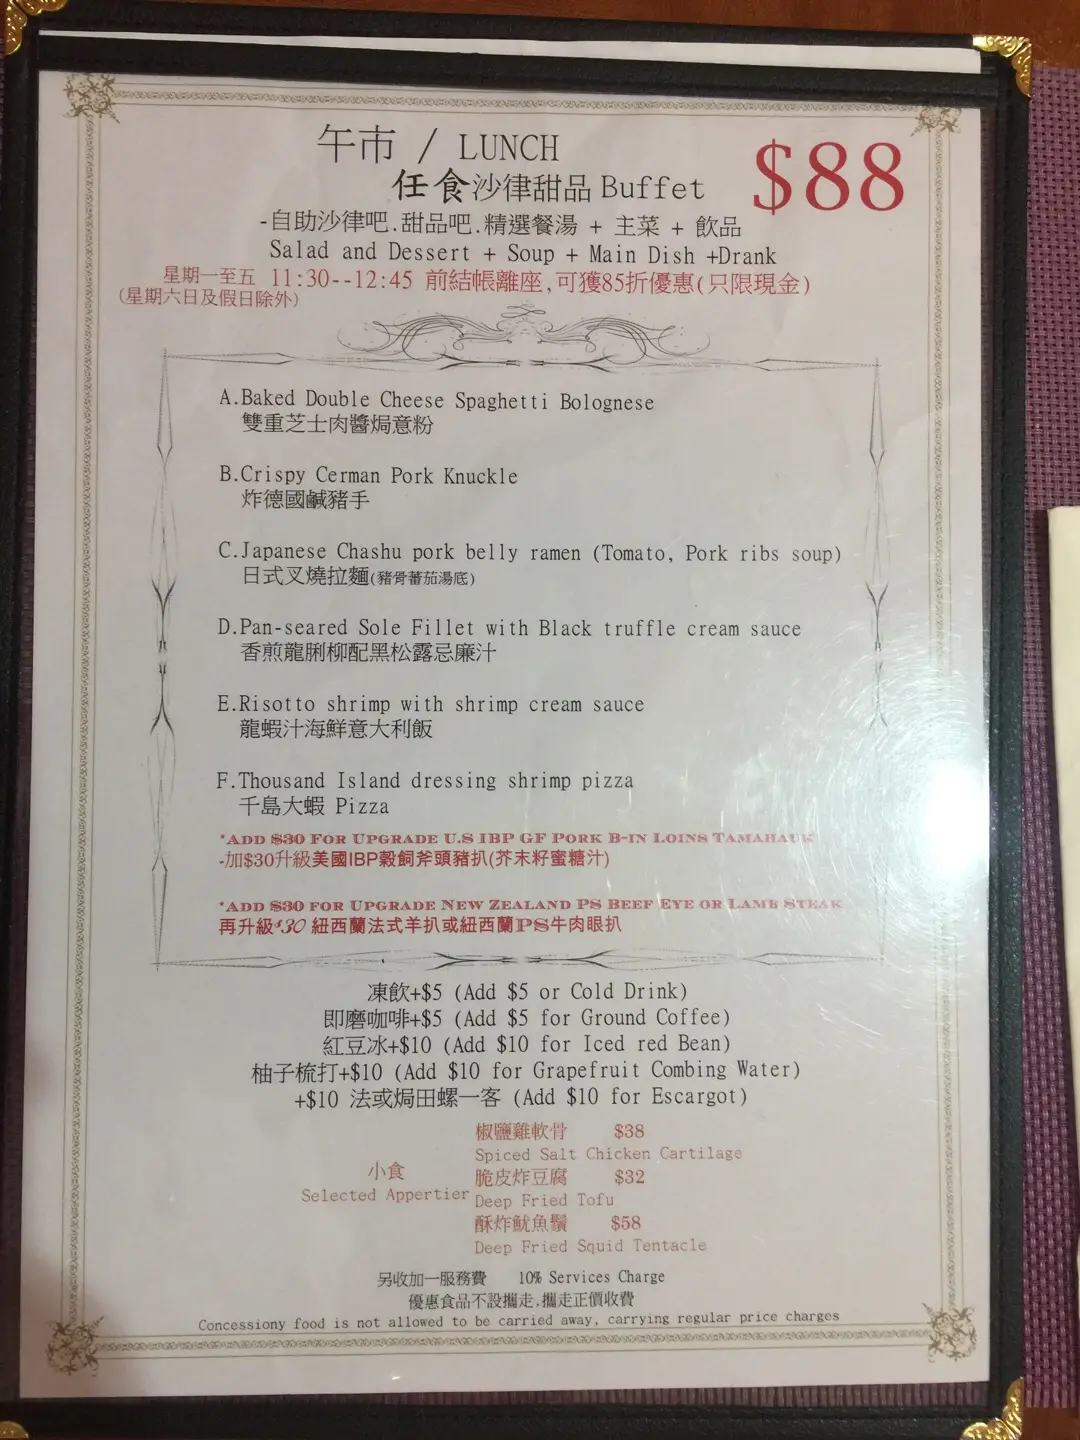 午市 / LUNCH
$88
任食沙律甜品 Buffet
-自助沙律吧.甜品吧.精選餐湯 + 主菜 + 飲品
Salad and Dessert + Soup + Main Dish +Drank
星期一至五 11:30--12:45 前結帳離座,可獲85折優惠(只限現金)
(星期六日及假日除外)
A.Baked Double Cheese Spaghetti Bolognese
雙重芝士肉醬焗意粉
B.Crispy Cerman Pork Knuckle
炸德國鹹豬手
C.Japanese Chashu pork belly ramen (Tomato, Pork ribs soup)
日式叉燒拉麵(豬骨蕃茄湯底)
D.Pan-seared Sole Fillet with Black truffle cream sauce
香煎龍脷柳配黑松露忌廉汁
E.Risotto shrimp with shrimp cream sauce
龍蝦汁海鮮意大利飯
F.Thousand Island dressing shrimp pizza
千島大蝦 Pizza
*ADD $30 FOR UPGRADE U.S IBP GF PORK B-IN LOINS TAMAHAUK
-加$30升級美國IBP穀飼斧頭豬扒(芥末籽蜜糖汁)
*ADD $30 FOR UPGRADE NEW ZEALAND PS BEEF EYE OR LAMB STEAK
再升級$30 紐西蘭法式羊扒或紐西蘭PS牛肉眼扒
凍飲+$5 (Add $5 or Cold Drink)
即磨咖啡+$5 (Add $5 for Ground Coffee)
紅豆冰+$10 (Add $10 for Iced red Bean)
柚子梳打+$10 (Add $10 for Grapefruit Combing Water)
+$10 法或焗田螺一客 (Add $10 for Escargot)
小食
Selected Appertier
椒鹽雞軟骨 $38
Spiced Salt Chicken Cartilage
脆皮炸豆腐 $32
Deep Fried Tofu
酥炸魷魚鬚 $58
Deep Fried Squid Tentacle
另收加一服務費 10% Services Charge
優惠食品不設攜走,攜走正價收費
Concessiony food is not allowed to be carried away, carrying regular price charges